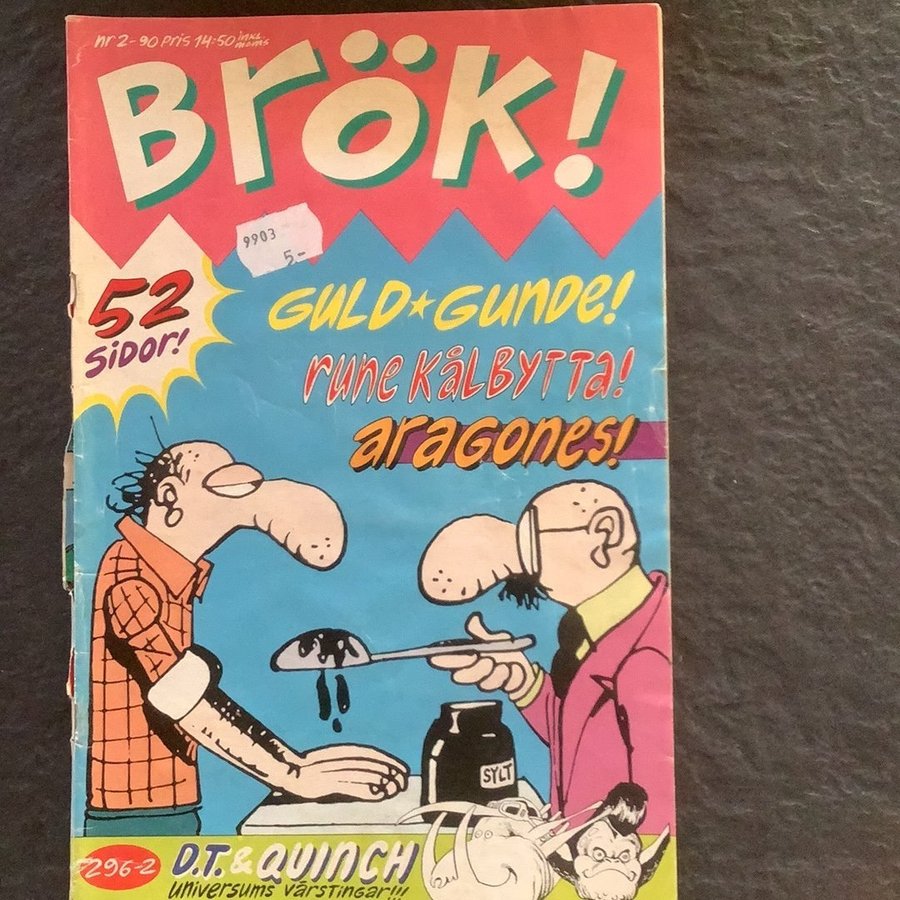 nr 2-90 pris 14:50 inkl moms
Brök!
9903
5:-
52
sidor!
Guld★Gunde!
rune Kålbytta!
aragones!
SYLT
7296-2
D.T. & Quinch
universums värstingar!!!